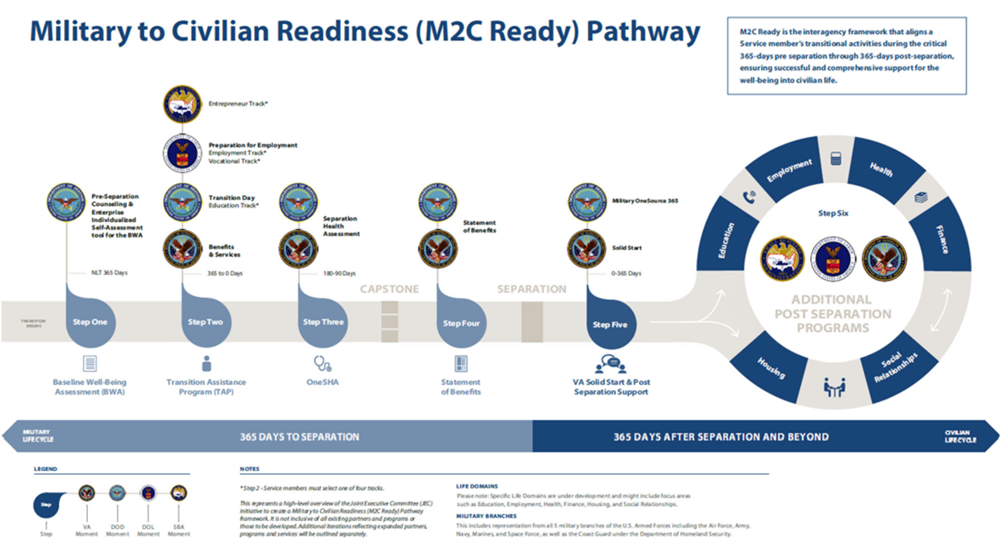 Military to Civilian Readiness (M2C Ready) Pathway
M2C Ready is the interagency framework that aligns a
Service member's transitional activities during the critical
365-days pre separation through 365-days post-separation,
ensuring successful and comprehensive support for the
well-being into civilian life.
Entrepreneur Track*
Preparation for Employment
Employment Track*
Vocational Track*
Pre-Separation
Counseling &
Enterprise
Individualized
Self-Assessment
tool for the BWA
Transition Day
Education Track*
Benefits
& Services
Separation
Health
Assessment
Statement
of Benefits
Military OneSource 365
Solid Start
NLT 365 Days
365 to 0 Days
180-90 Days
0-365 Days
CAPSTONE
SEPARATION
TRANSITION
BEGINS
Step One
Step Two
Step Three
Step Four
Step Five
Baseline Well-Being
Assessment (BWA)
Transition Assistance
Program (TAP)
OneSHA
Statement
of Benefits
VA Solid Start & Post
Separation Support
Education
Employment
Health
Finance
Housing
Social
Relationships
Step Six
ADDITIONAL
POST SEPARATION
PROGRAMS
MILITARY
LIFECYCLE
365 DAYS TO SEPARATION
365 DAYS AFTER SEPARATION AND BEYOND
CIVILIAN
LIFECYCLE
LEGEND
Step
Step
VA
Moment
DOD
Moment
DOL
Moment
SBA
Moment
NOTES
*Step 2 - Service members must select one of four tracks.
This represents a high-level overview of the Joint Executive Committee (JEC)
initiative to create a Military to Civilian Readiness (M2C Ready) Pathway
framework. It is not inclusive of all existing partners and programs or
those to be developed. Additional iterations reflecting expanded partners,
programs and services will be outlined separately.
LIFE DOMAINS
Please note: Specific Life Domains are under development and might include focus areas
such as Education, Employment, Health, Finance, Housing, and Social Relationships.
MILITARY BRANCHES
This includes representation from all 5 military branches of the U.S. Armed Forces including the Air Force, Army,
Navy, Marines, and Space Force, as well as the Coast Guard under the Department of Homeland Security.